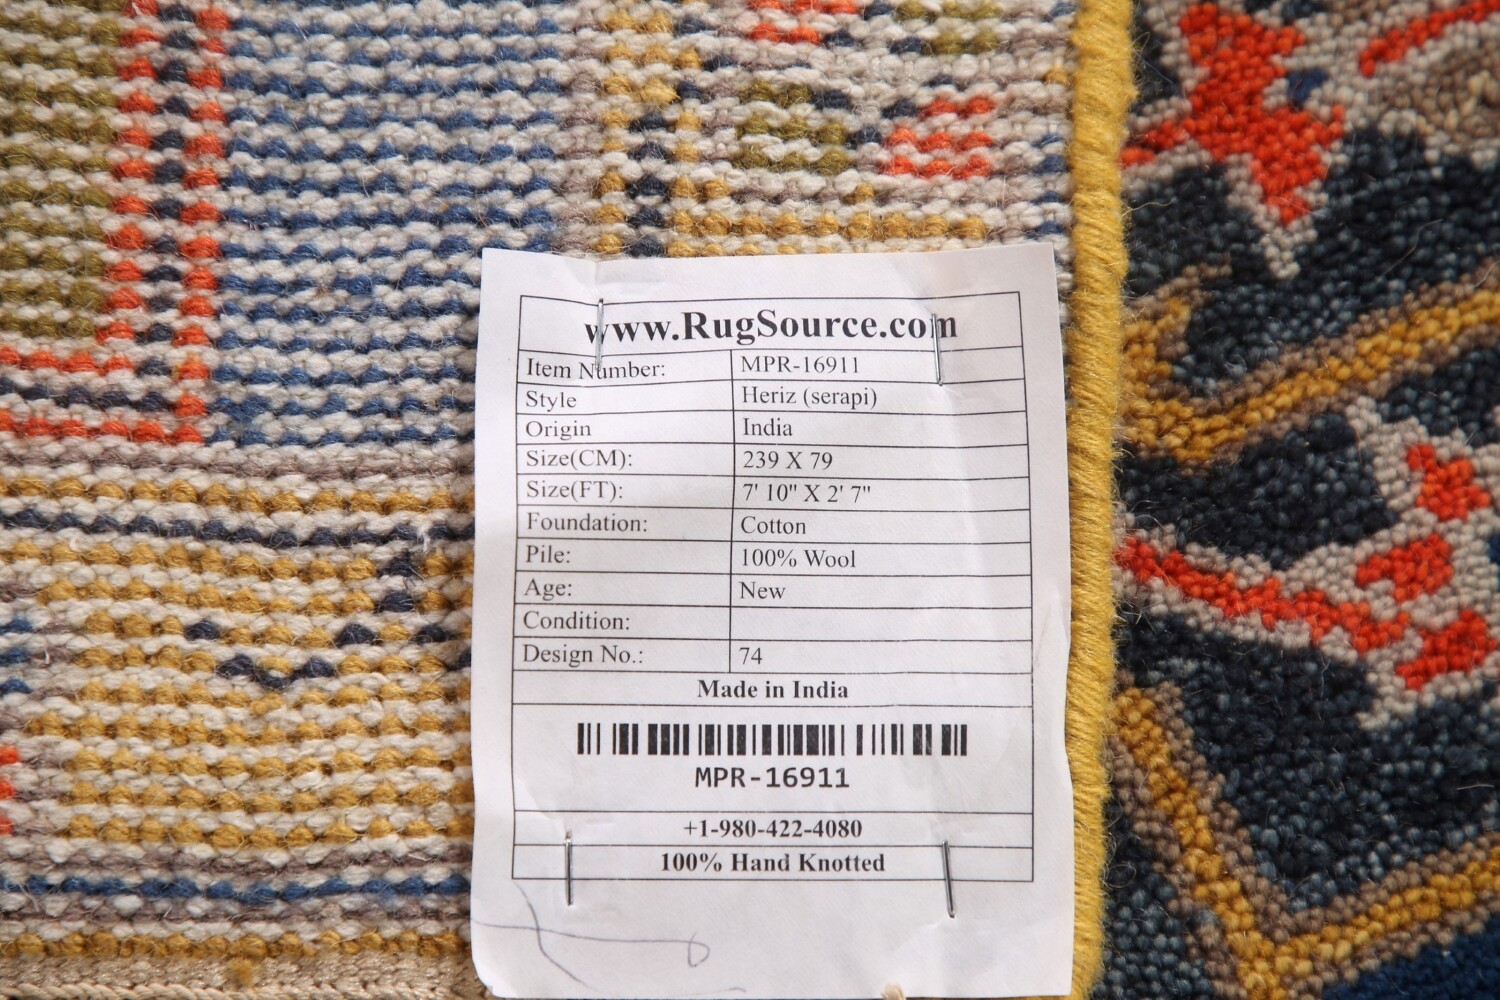 www.RugSource.com
Item Number: MPR-16911
Style Heriz (serapi)
Origin India
Size(CM): 239 X 79
Size(FT): 7' 10" X 2' 7"
Foundation: Cotton
Pile: 100% Wool
Age: New
Condition:
Design No.: 74
Made in India
MPR-16911
+1-980-422-4080
100% Hand Knotted